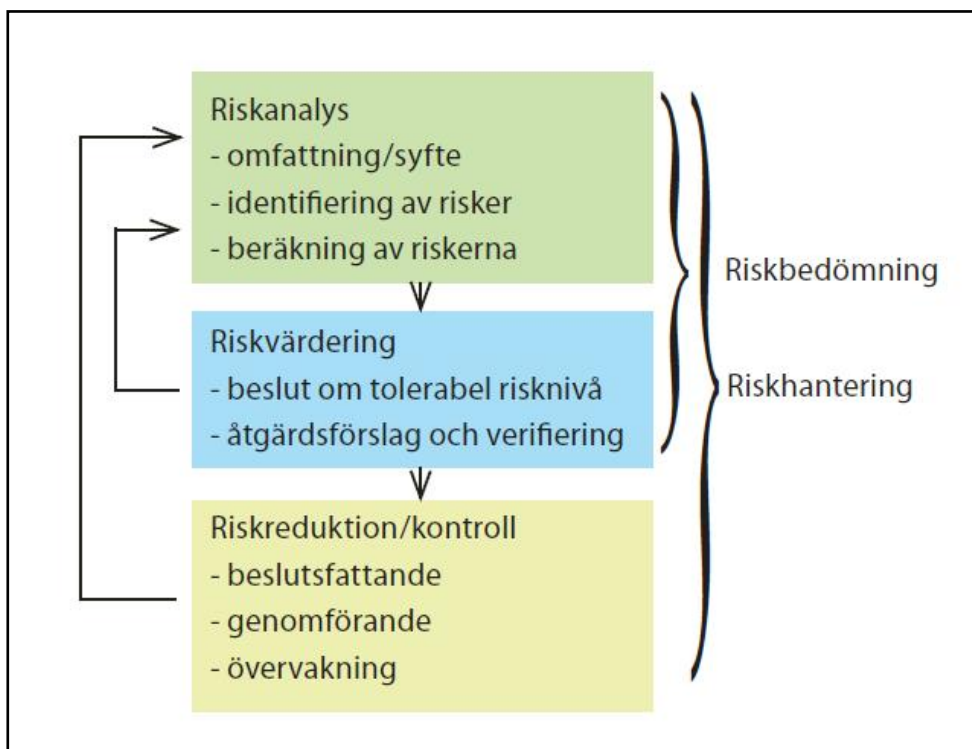 Riskanalys
- omfattning/syfte
- identifiering av risker
- beräkning av riskerna
Riskvärdering
- beslut om tolerabel risknivå
- åtgärdsförslag och verifiering
Riskreduktion/kontroll
- beslutsfattande
- genomförande
- övervakning
Riskbedömning
Riskhantering